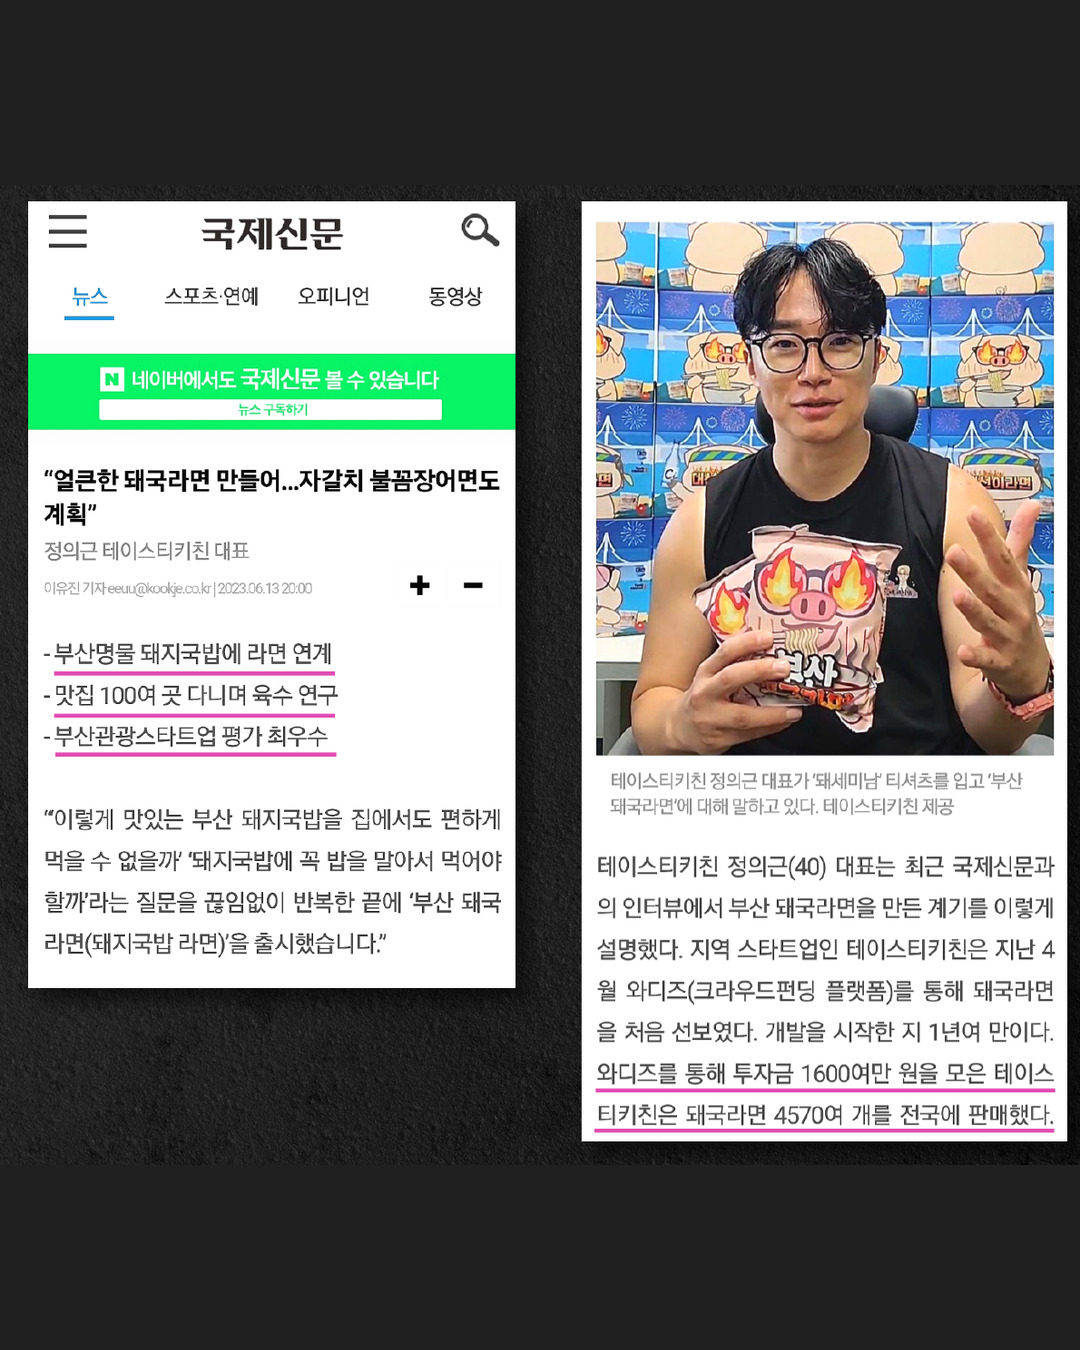 국제신문
뉴스 스포츠·연예 오피니언 동영상
N 네이버에서도 국제신문 볼 수 있습니다
뉴스 구독하기
“얼큰한 돼국라면 만들어…자갈치 불꼼장어면도
계획”
정의근 테이스티키친 대표
이유진 기자 eeuu@kookje.co.kr | 2023.06.13 20:00
+ -
- 부산명물 돼지국밥에 라면 연계
- 맛집 100여 곳 다니며 육수 연구
- 부산관광스타트업 평가 최우수
“‘이렇게 맛있는 부산 돼지국밥을 집에서도 편하게
먹을 수 없을까’ ‘돼지국밥에 꼭 밥을 말아서 먹어야
할까’라는 질문을 끊임없이 반복한 끝에 ‘부산 돼국
라면(돼지국밥 라면)’을 출시했습니다.”
부산
테이스티키친 정의근 대표가 ‘돼세미남’ 티셔츠를 입고 ‘부산
돼국라면’에 대해 말하고 있다. 테이스티키친 제공
테이스티키친 정의근(40) 대표는 최근 국제신문과
의 인터뷰에서 부산 돼국라면을 만든 계기를 이렇게
설명했다. 지역 스타트업인 테이스티키친은 지난 4
월 와디즈(크라우드펀딩 플랫폼)를 통해 돼국라면
을 처음 선보였다. 개발을 시작한 지 1년여 만이다.
와디즈를 통해 투자금 1600여만 원을 모은 테이스
티키친은 돼국라면 4570여 개를 전국에 판매했다.